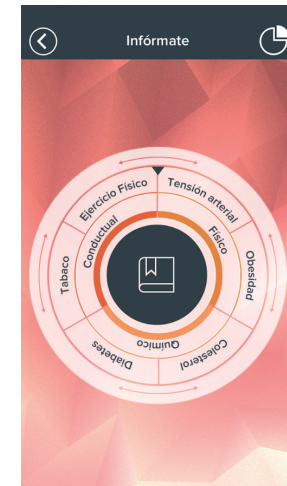 Infórmate
Ejercicio Físico
Tensión arterial
Conductual
Físico
Tabaco
Obesidad
Químico
Diabetes
Colesterol